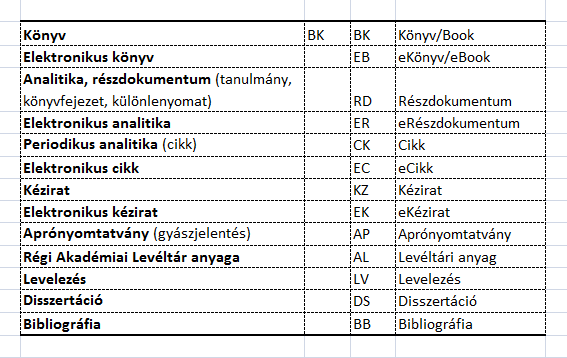 Könyv BK BK Könyv/Book
Elektronikus könyv EB eKönyv/eBook
Analitika, részdokumentum (tanulmány,
könyvfejezet, különlenyomat) RD Részdokumentum
Elektronikus analitika ER eRészdokumentum
Periodikus analitika (cikk) CK Cikk
Elektronikus cikk EC eCikk
Kézirat KZ Kézirat
Elektronikus kézirat EK eKézirat
Aprónyomtatvány (gyászjelentés) AP Aprónyomtatvány
Régi Akadémiai Levéltár anyaga AL Levéltári anyag
Levelezés LV Levelezés
Disszertáció DS Disszertáció
Bibliográfia BB Bibliográfia